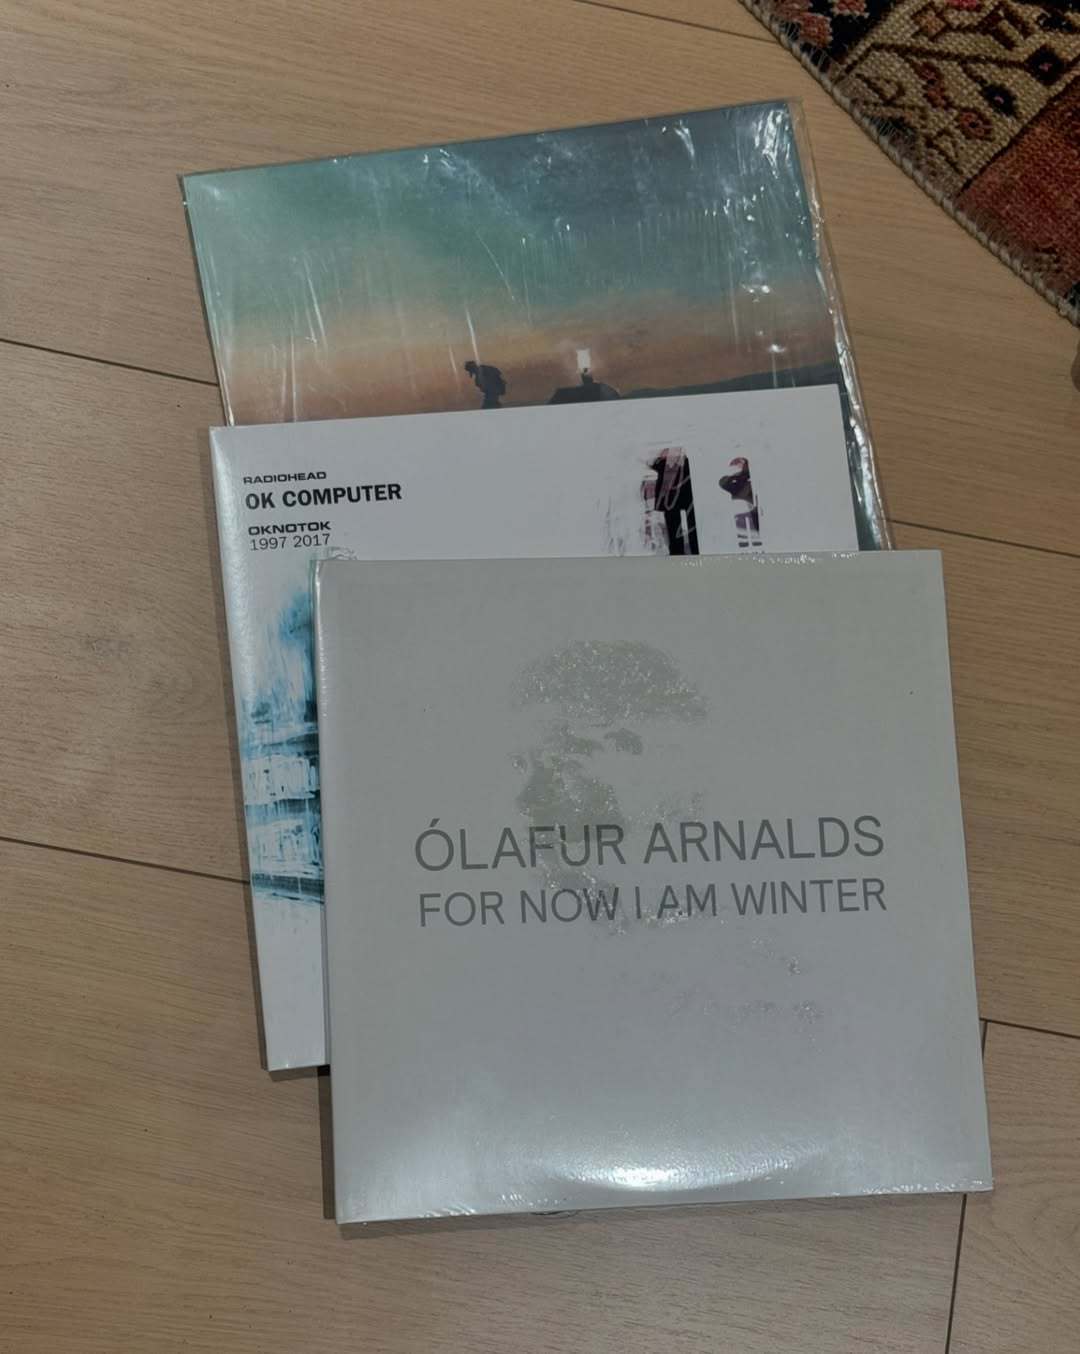 RADIOHEAD
OK COMPUTER
OKNOTOK
1997 2017
ÓLAFUR ARNALDS
FOR NOW I AM WINTER